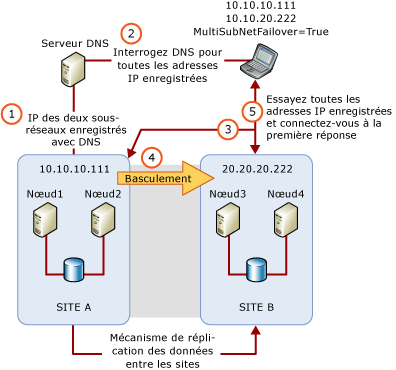 10.10.10.111
10.10.20.222
MultiSubNetFailover=True
Serveur DNS
2
Interrogez DNS pour
toutes les adresses
IP enregistrées
1
IP des deux sous-
réseaux enregistrés
avec DNS
5
Essayez toutes les
adresses IP enregistrées
et connectez-vous à la
première réponse
3
4
10.10.10.111
Basculement
20.20.20.222
Nœud1
Nœud2
Nœud3
Nœud4
SITE A
SITE B
Mécanisme de répli-
cation des données
entre les sites